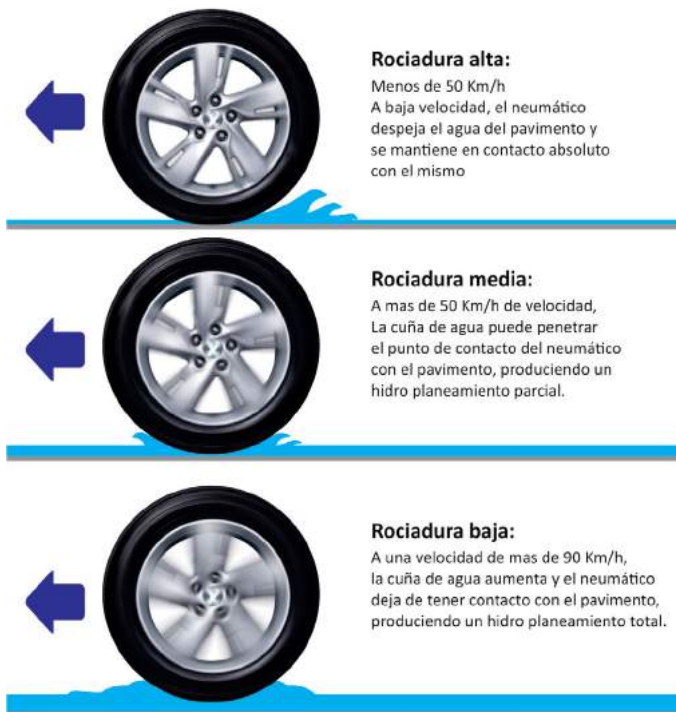 Rociadura alta:
Menos de 50 Km/h
A baja velocidad, el neumático
despeja el agua del pavimento y
se mantiene en contacto absoluto
con el mismo
Rociadura media:
A mas de 50 Km/h de velocidad,
La cuña de agua puede penetrar
el punto de contacto del neumático
con el pavimento, produciendo un
hidro planeamiento parcial.
Rociadura baja:
A una velocidad de mas de 90 Km/h,
la cuña de agua aumenta y el neumático
deja de tener contacto con el pavimento,
produciendo un hidro planeamiento total.